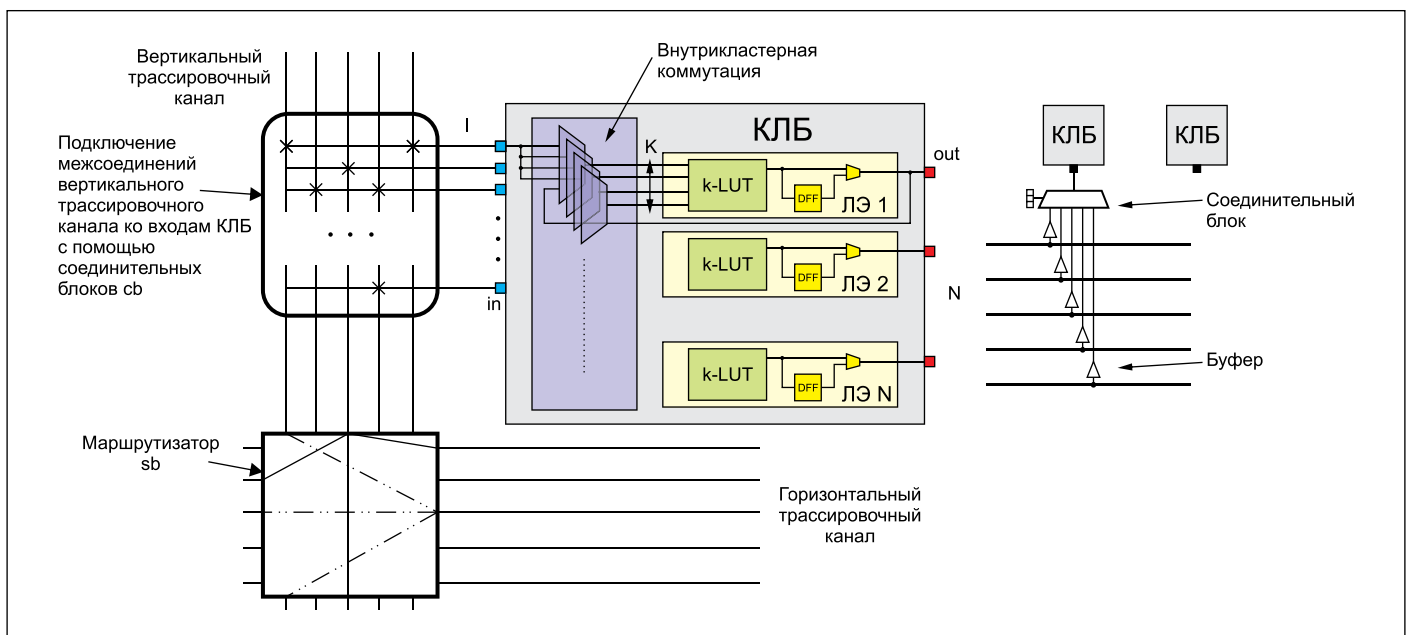 Вертикальный
трассировочный
канал
Подключение
межсоединений
вертикального
трассировочного
канала ко входам КЛБ
с помощью
соединительных
блоков cb
I
in
Внутрикластерная
коммутация
КЛБ
K
k-LUT
DFF
ЛЭ 1
k-LUT
DFF
ЛЭ 2
k-LUT
DFF
ЛЭ N
out
N
КЛБ
КЛБ
Соединительный
блок
Буфер
Маршрутизатор
sb
Горизонтальный
трассировочный
канал